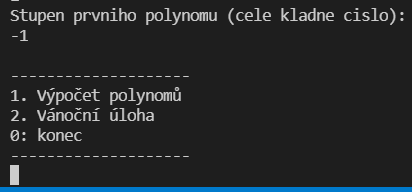 Stupen prvniho polynomu (cele kladne cislo):
-1
--------------------
1. Výpočet polynomů
2. Vánoční úloha
0: konec
--------------------